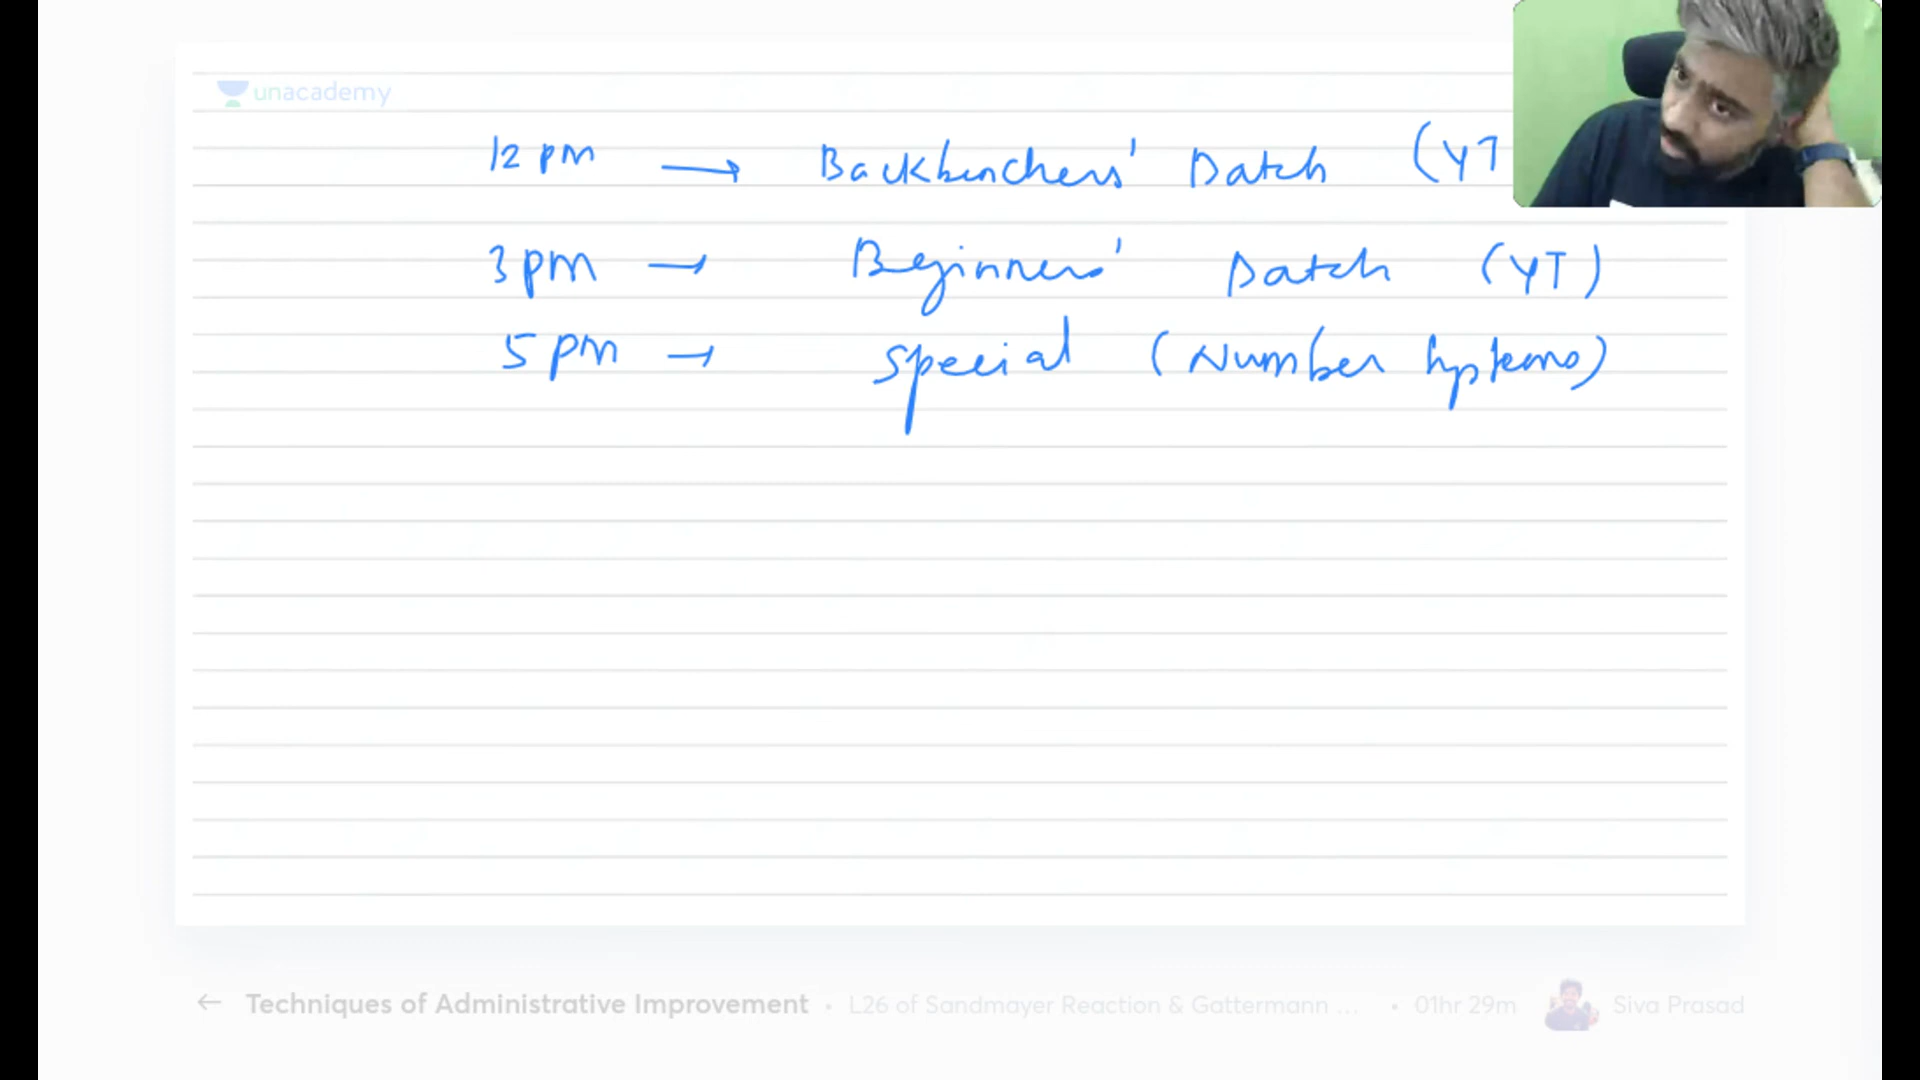 unacademy
12 pm → Backbenchers' Batch (YT
3 pm → Beginners' Batch (YT)
5 pm → Special (Number Systems)
← Techniques of Administrative Improvement • L26 of Sandmayer Reaction & Gattermann ... • 01hr 29m Siva Prasad